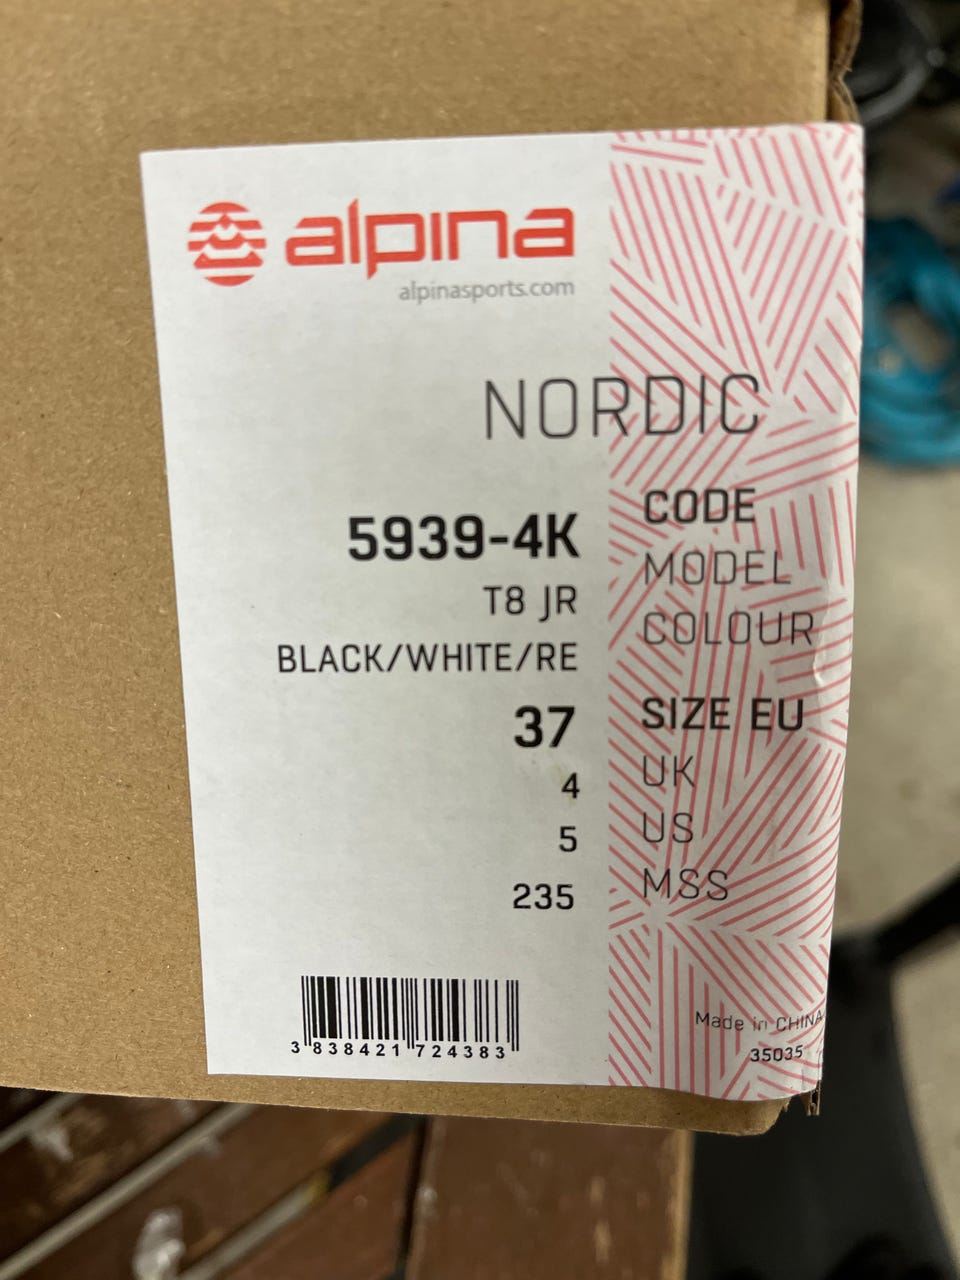 alpina
alpinasports.com
NORDIC
5939-4K CODE
T8 JR MODEL
BLACK/WHITE/RE COLOUR
37 SIZE EU
4 UK
5 US
235 MSS
Made in CHINA
35035
3 838421 724383